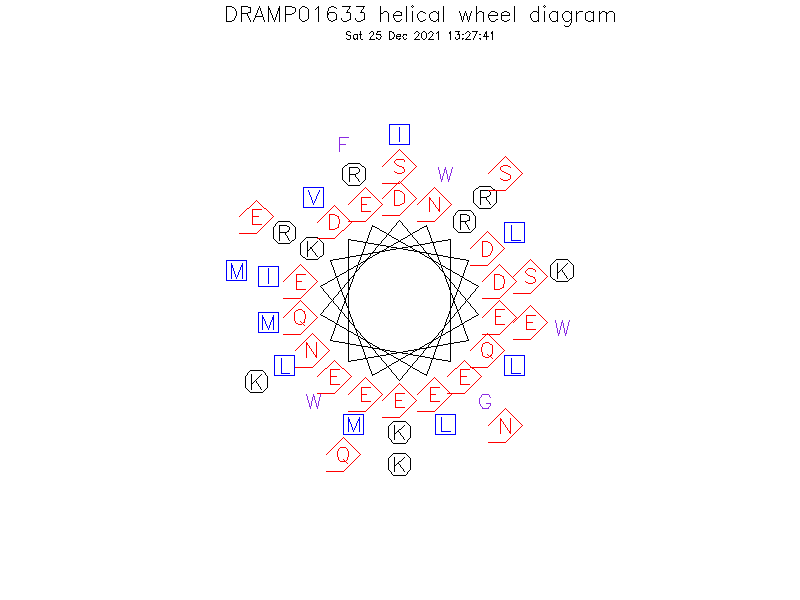 DRAMP01633 helical wheel diagram
Sat 25 Dec 2021 13:27:41
I
F
R S W S
V E D N R
E D R
R L
K D
M I E D S K
M Q E E W
N Q
L L
K E E
W E E E G
M K L N
Q K